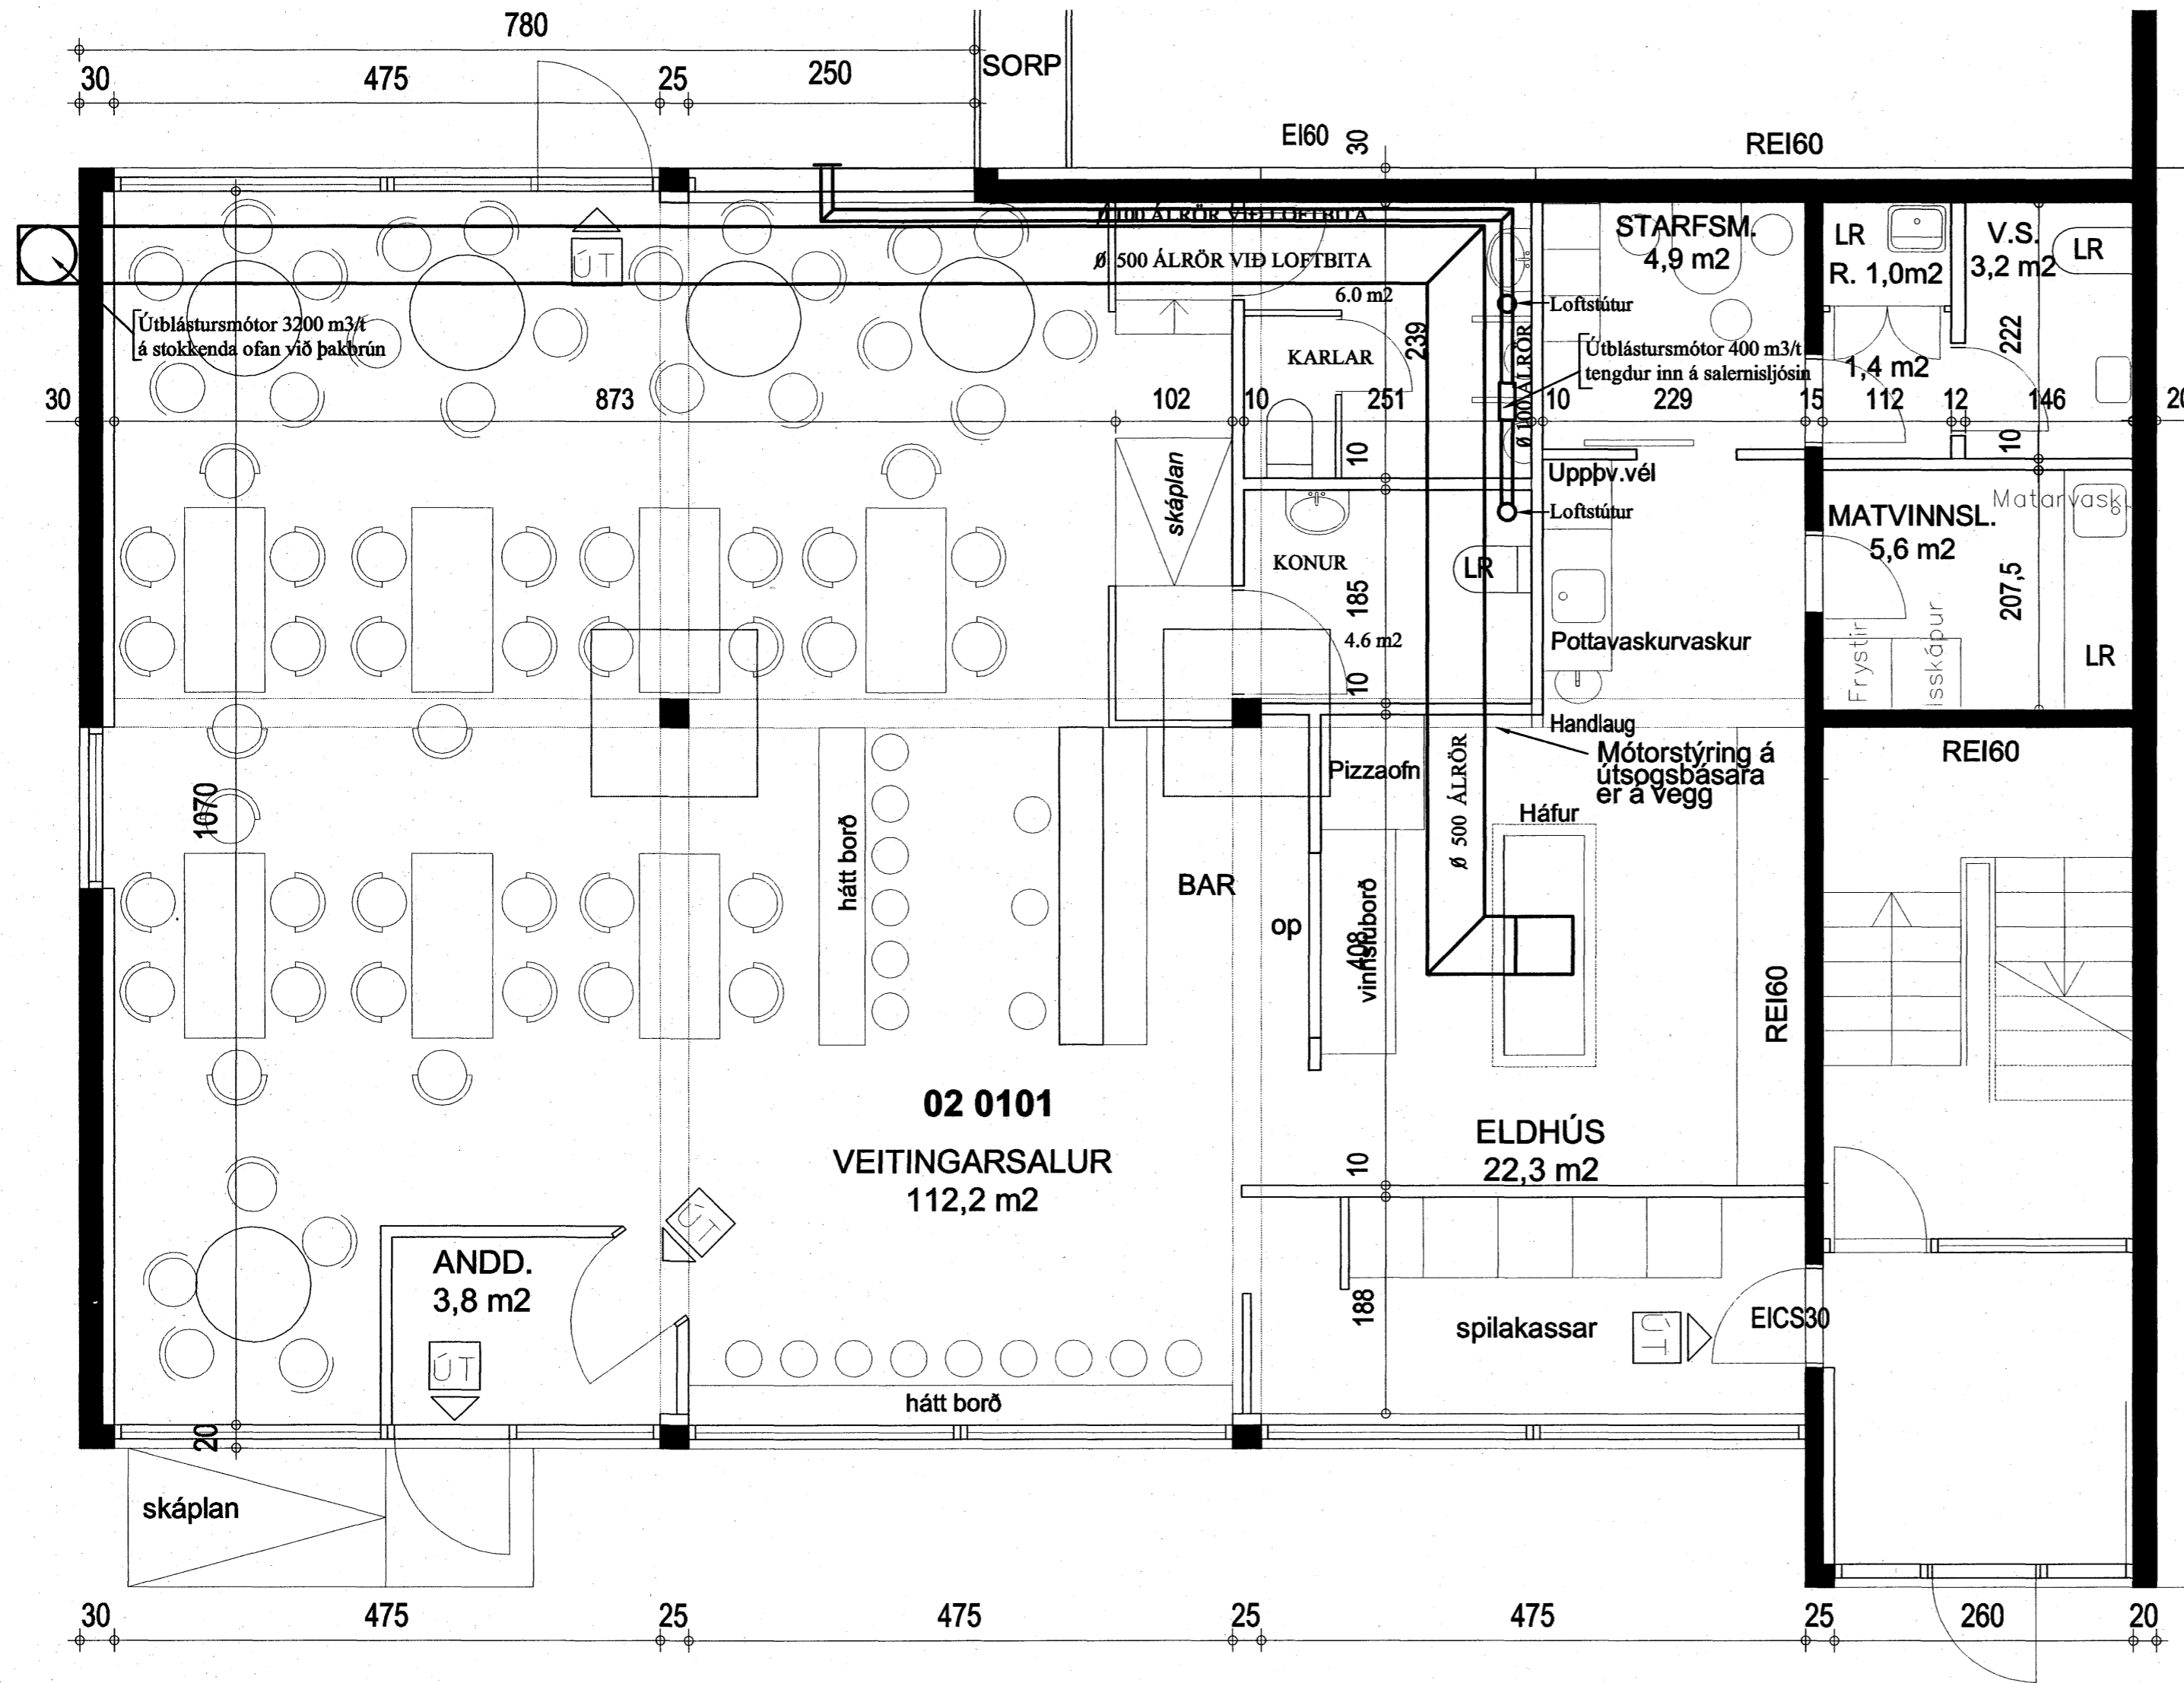 780
30 475 25 250
SORP
EI60 30 REI60
Ø 100 ÁLRÖR VIÐ LOFTBITA
Ø 500 ÁLRÖR VIÐ LOFTBITA
ÚT
STARFSM.
4,9 m2
LR
R. 1,0m2
V.S.
3,2 m2
LR
6.0 m2
Loftstútur
Útblástursmótor 3200 m3/t
á stokkenda ofan við þakbrún
KARLAR
239
Ø 100 ÁLRÖR
Útblástursmótor 400 m3/t
tengdur inn á salernisljósin
1,4 m2
222
30 873 102 10 251 10 229 15 112 12 146 20
10
10
skáplan
Uppþv.vél
Loftstútur
MATVINNSL.
5,6 m2
Matarvask
KONUR
LR
185
207,5
4.6 m2
Pottavaskurvaskur
Frystir
Ísskápur
LR
10
Handlaug
Mótorstýring á
útsogsbásara
er á vegg
REI60
Pizzaofn
Ø 500 ÁLRÖR
Háfur
1070
hátt borð
BAR
op
408
vinnsluborð
REI60
02 0101
VEITINGARSALUR
112,2 m2
ELDHÚS
22,3 m2
10
ÚT
ANDD.
3,8 m2
ÚT
188
spilakassar
ÚT
EICS30
hátt borð
20
skáplan
30 475 25 475 25 475 25 260 20